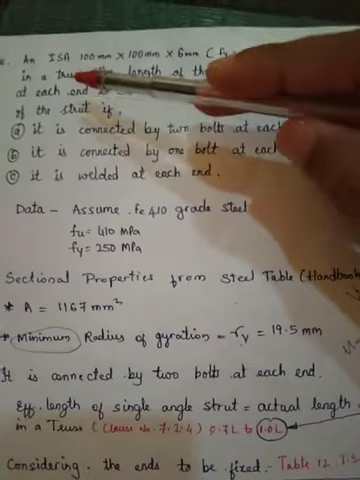 An ISA 100mm × 100mm × 6mm (fy
in a truss length of the
at each end is
of the strut if,
(a) it is connected by two bolts at each
(b) it is connected by one bolt at each
(c) it is welded at each end.
Data - Assume Fe410 grade steel
fu = 410 MPa
fy = 250 MPa
Sectional Properties from Steel Table (Handbook
* A = 1167 mm²
* Minimum Radius of gyration = rv = 19.5 mm
It is connected by two bolts at each end.
Eff. length of single angle strut = actual length
in a Truss (Clause No. 7.2.4) 0.7L to 1.0L
Considering the ends to be fixed. - Table 12 I.S